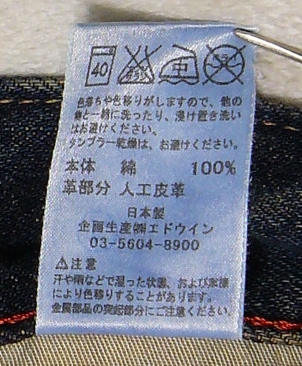 40
中
色落ちや色移りがしますので、他の
物と一緒に洗ったり、浸け置き洗い
はお避けください。
タンブラー乾燥は、お避けください。
本体 綿 100%
革部分 人工皮革
日本製
企画生産㈱エドウイン
03-5604-8900
⚠注意
汗や雨などで湿った状態、および摩擦
により色移りすることがあります。
金属部品の突起部分にご注意ください。